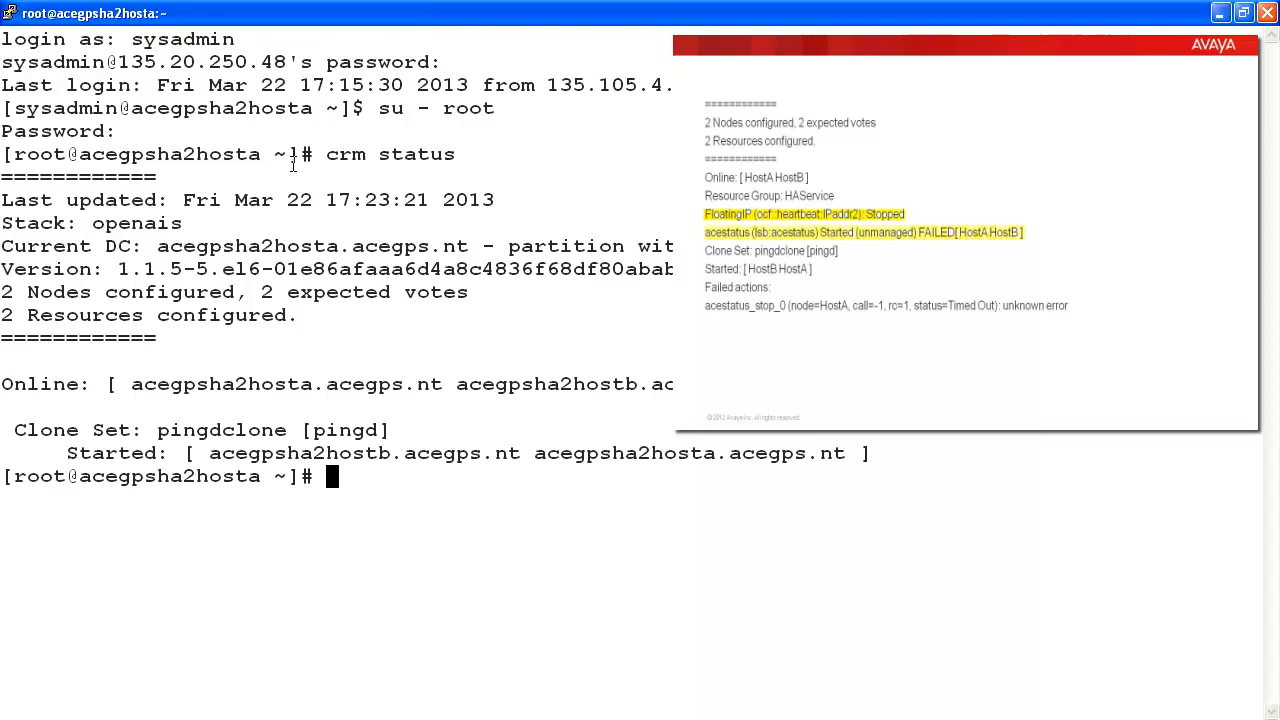 root@acegpsha2hosta:~
login as: sysadmin
sysadmin@135.20.250.48's password:
Last login: Fri Mar 22 17:15:30 2013 from 135.105.4.
[sysadmin@acegpsha2hosta ~]$ su - root
Password:
[root@acegpsha2hosta ~]# crm status
============
Last updated: Fri Mar 22 17:23:21 2013
Stack: openais
Current DC: acegpsha2hosta.acegps.nt - partition wit
Version: 1.1.5-5.el6-01e86afaaa6d4a8c4836f68df80abab
2 Nodes configured, 2 expected votes
2 Resources configured.
============
Online: [ acegpsha2hosta.acegps.nt acegpsha2hostb.ac
Clone Set: pingdclone [pingd]
Started: [ acegpsha2hostb.acegps.nt acegpsha2hosta.acegps.nt ]
[root@acegpsha2hosta ~]#
AVAYA
============
2 Nodes configured, 2 expected votes
2 Resources configured.
============
Online: [ HostA HostB ]
Resource Group: HAService
FloatingIP (ocf::heartbeat:IPaddr2): Stopped
acestatus (lsb:acestatus) Started (unmanaged) FAILED[ HostA HostB ]
Clone Set: pingdclone [pingd]
Started: [ HostB HostA ]
Failed actions:
acestatus_stop_0 (node=HostA, call=-1, rc=1, status=Timed Out): unknown error
© 2012 Avaya Inc. All rights reserved.